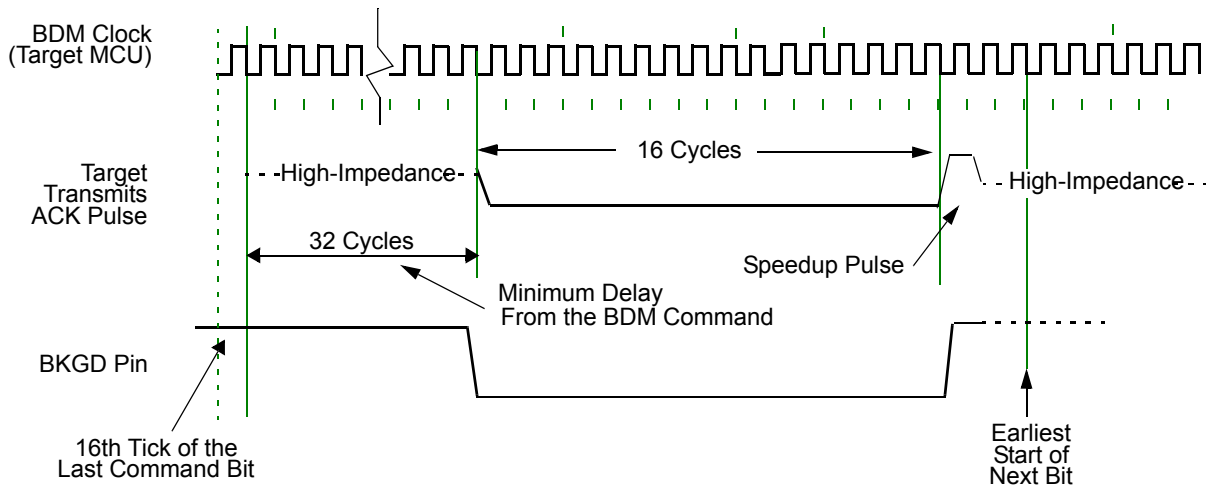 BDM Clock
(Target MCU)
Target
Transmits
ACK Pulse
High-Impedance
16 Cycles
High-Impedance
32 Cycles
Speedup Pulse
Minimum Delay
From the BDM Command
BKGD Pin
16th Tick of the
Last Command Bit
Earliest
Start of
Next Bit